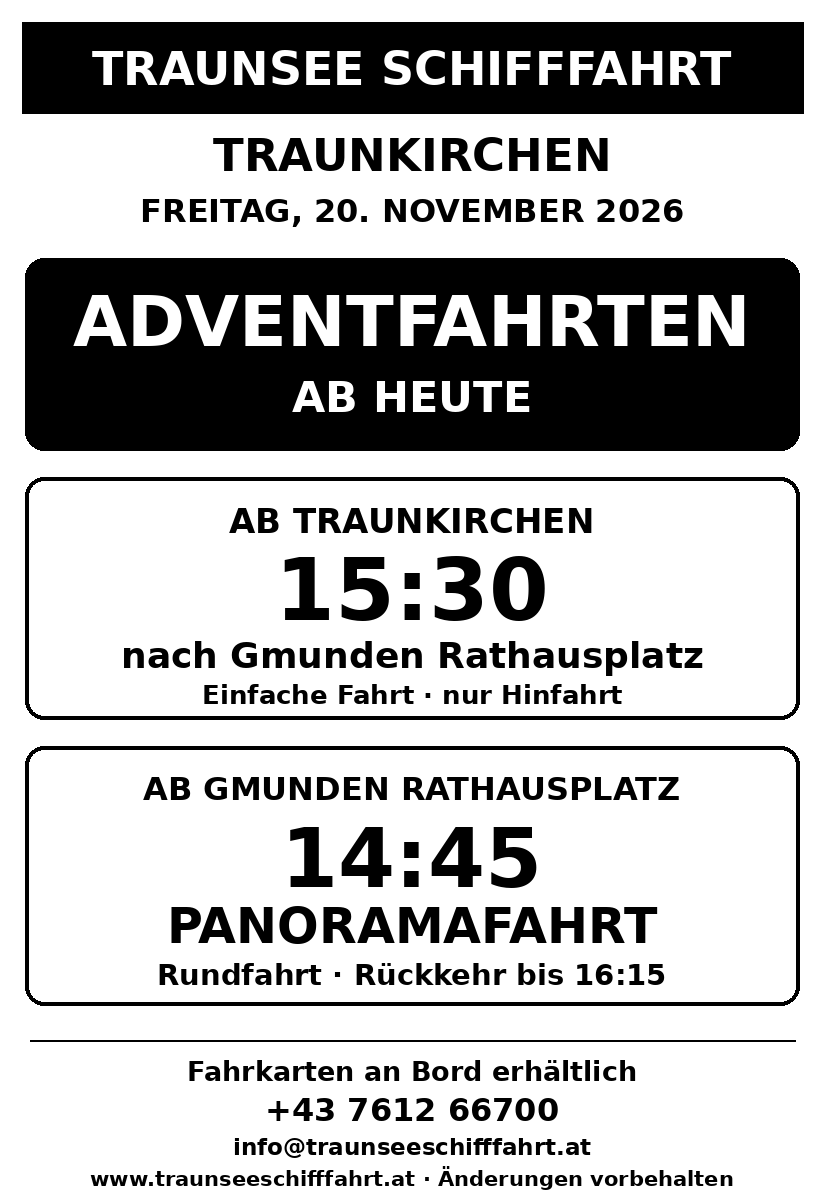 TRAUNSEE SCHIFFFAHRT
TRAUNKIRCHEN
FREITAG, 20. NOVEMBER 2026
ADVENTFAHRTEN
AB HEUTE
AB TRAUNKIRCHEN
15:30
nach Gmunden Rathausplatz
Einfache Fahrt · nur Hinfahrt
AB GMUNDEN RATHAUSPLATZ
14:45
PANORAMAFAHRT
Rundfahrt · Rückkehr bis 16:15
Fahrkarten an Bord erhältlich
+43 7612 66700
info@traunseeschifffahrt.at
www.traunseeschifffahrt.at · Änderungen vorbehalten